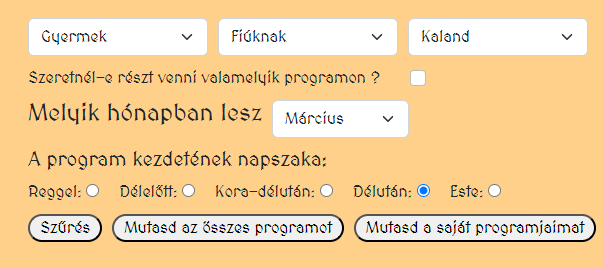 Gyermek Fiúknak Kaland
Szeretnél-e részt venni valamelyik programon ?
Melyik hónapban lesz Március
A program kezdetének napszaka:
Reggel: Délelőtt: Kora-délután: Délután: Este:
Szűrés Mutasd az összes programot Mutasd a saját programjaimat